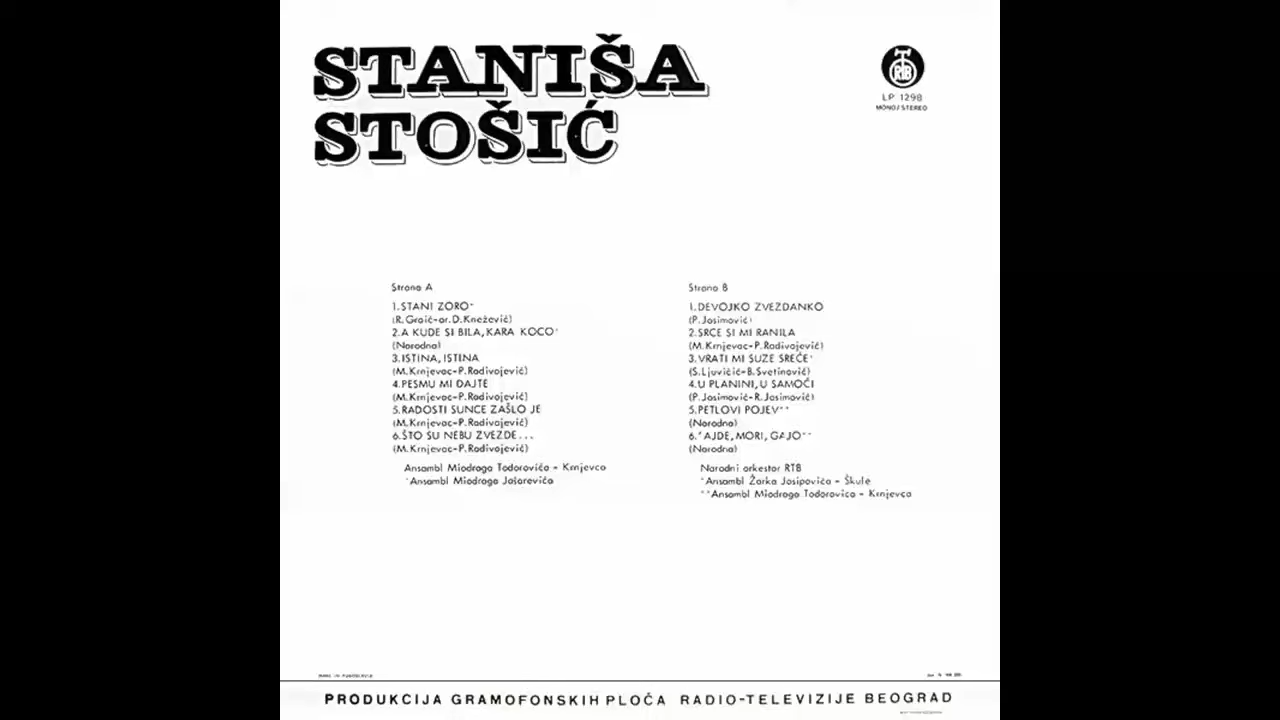 STANIŠA
STOŠIĆ
RTB
LP 1298
MONO/STEREO
Strana A
1.STANI ZORO*
(R.Graić-ar.D.Knežević)
2.A KUDE SI BILA, KARA KOCO*
(Narodna)
3.ISTINA, ISTINA
(M.Krnjevac-P.Radivojević)
4.PESMU MI DAJTE
(M.Krnjevac-P.Radivojević)
5.RADOSTI SUNCE ZAŠLO JE
(M.Krnjevac-P.Radivojević)
6.ŠTO SU NEBU ZVEZDE...
(M.Krnjevac-P.Radivojević)
Ansambl Miodraga Todorovića - Krnjevca
*Ansambl Miodraga Jašarevića
Strana B
1.DEVOJKO ZVEZDANKO
(P.Josimović)
2.SRCE SI MI RANILA
(M.Krnjevac-P.Radivojević)
3.VRATI MI SUZE SREĆE*
(S.Ljuvičić-B.Svetinović)
4.U PLANINI, U SAMOĆI
(P.Josimović-R.Josimović)
5.PETLOVI POJEV**
(Narodna)
6.'AJDE, MORI, GAJO**
(Narodna)
Narodni orkestar RTB
*Ansambl Žarka Josipovića - Škule
**Ansambl Miodraga Todorovica - Krnjevca
MADE IN YUGOSLAVIA
PRODUKCIJA GRAMOFONSKIH PLOČA RADIO-TELEVIZIJE BEOGRAD